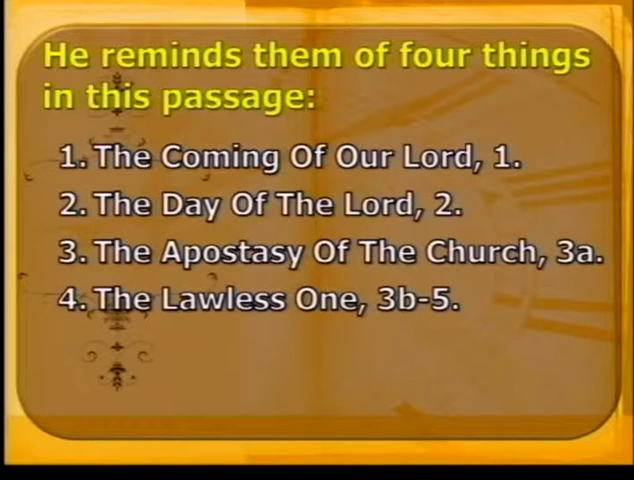 He reminds them of four things
in this passage:
1. The Coming Of Our Lord, 1.
2. The Day Of The Lord, 2.
3. The Apostasy Of The Church, 3a.
4. The Lawless One, 3b-5.